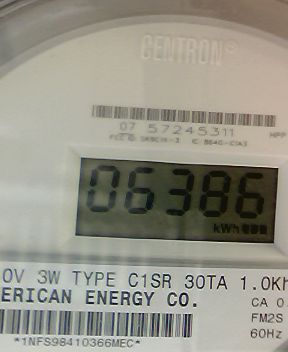 CENTRON®
07 57245311
06386
kWh
0V 3W TYPE C1SR 30TA 1.0Kh
ERICAN ENERGY CO.
CA 0.
FM2S
60Hz
*1NFS98410366MEC*